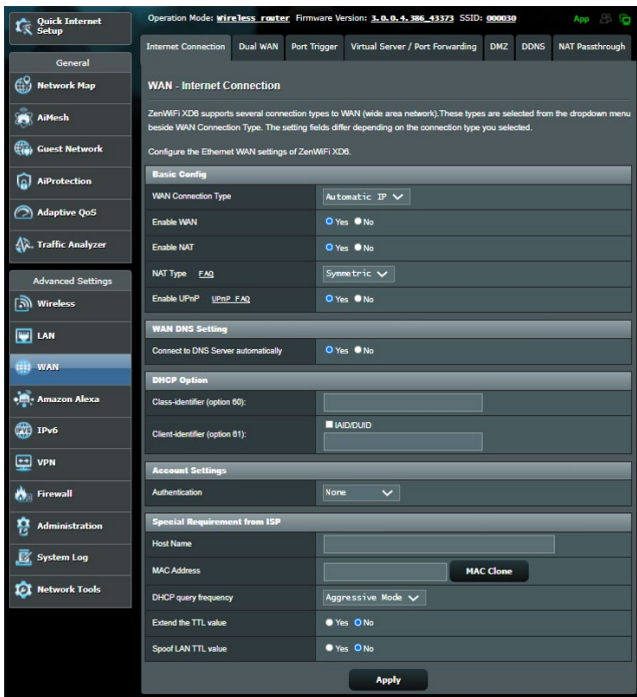 Quick Internet
Setup
Operation Mode: Wireless router Firmware Version: 3.0.0.4.386_43373 SSID: 000030
App
General
Network Map
AiMesh
Guest Network
AiProtection
Adaptive QoS
Traffic Analyzer
Advanced Settings
Wireless
LAN
WAN
Amazon Alexa
IPv6
VPN
Firewall
Administration
System Log
Network Tools
Internet Connection Dual WAN Port Trigger Virtual Server / Port Forwarding DMZ DDNS NAT Passthrough
WAN - Internet Connection
ZenWiFi XD6 supports several connection types to WAN (wide area network).These types are selected from the dropdown menu
beside WAN Connection Type. The setting fields differ depending on the connection type you selected.
Configure the Ethernet WAN settings of ZenWiFi XD6.
Basic Config
WAN Connection Type Automatic IP
Enable WAN Yes No
Enable NAT Yes No
NAT Type FAQ Symmetric
Enable UPnP UPnP FAQ Yes No
WAN DNS Setting
Connect to DNS Server automatically Yes No
DHCP Option
Class-identifier (option 60):
Client-identifier (option 61): IAID/DUID
Account Settings
Authentication None
Special Requirement from ISP
Host Name
MAC Address MAC Clone
DHCP query frequency Aggressive Mode
Extend the TTL value Yes No
Spoof LAN TTL value Yes No
Apply